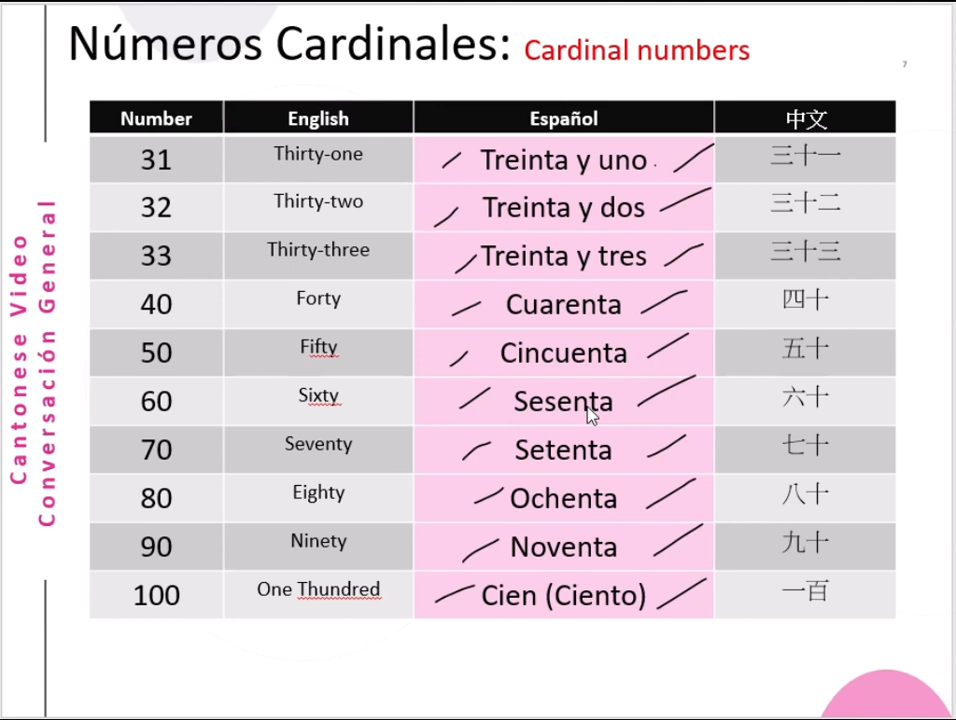 Números Cardinales: Cardinal numbers
7
Number English Español 中文
31 Thirty-one Treinta y uno 三十一
32 Thirty-two Treinta y dos 三十二
33 Thirty-three Treinta y tres 三十三
40 Forty Cuarenta 四十
50 Fifty Cincuenta 五十
60 Sixty Sesenta 六十
70 Seventy Setenta 七十
80 Eighty Ochenta 八十
90 Ninety Noventa 九十
100 One Thundred Cien (Ciento) 一百
Cantonese Video
Conversación General